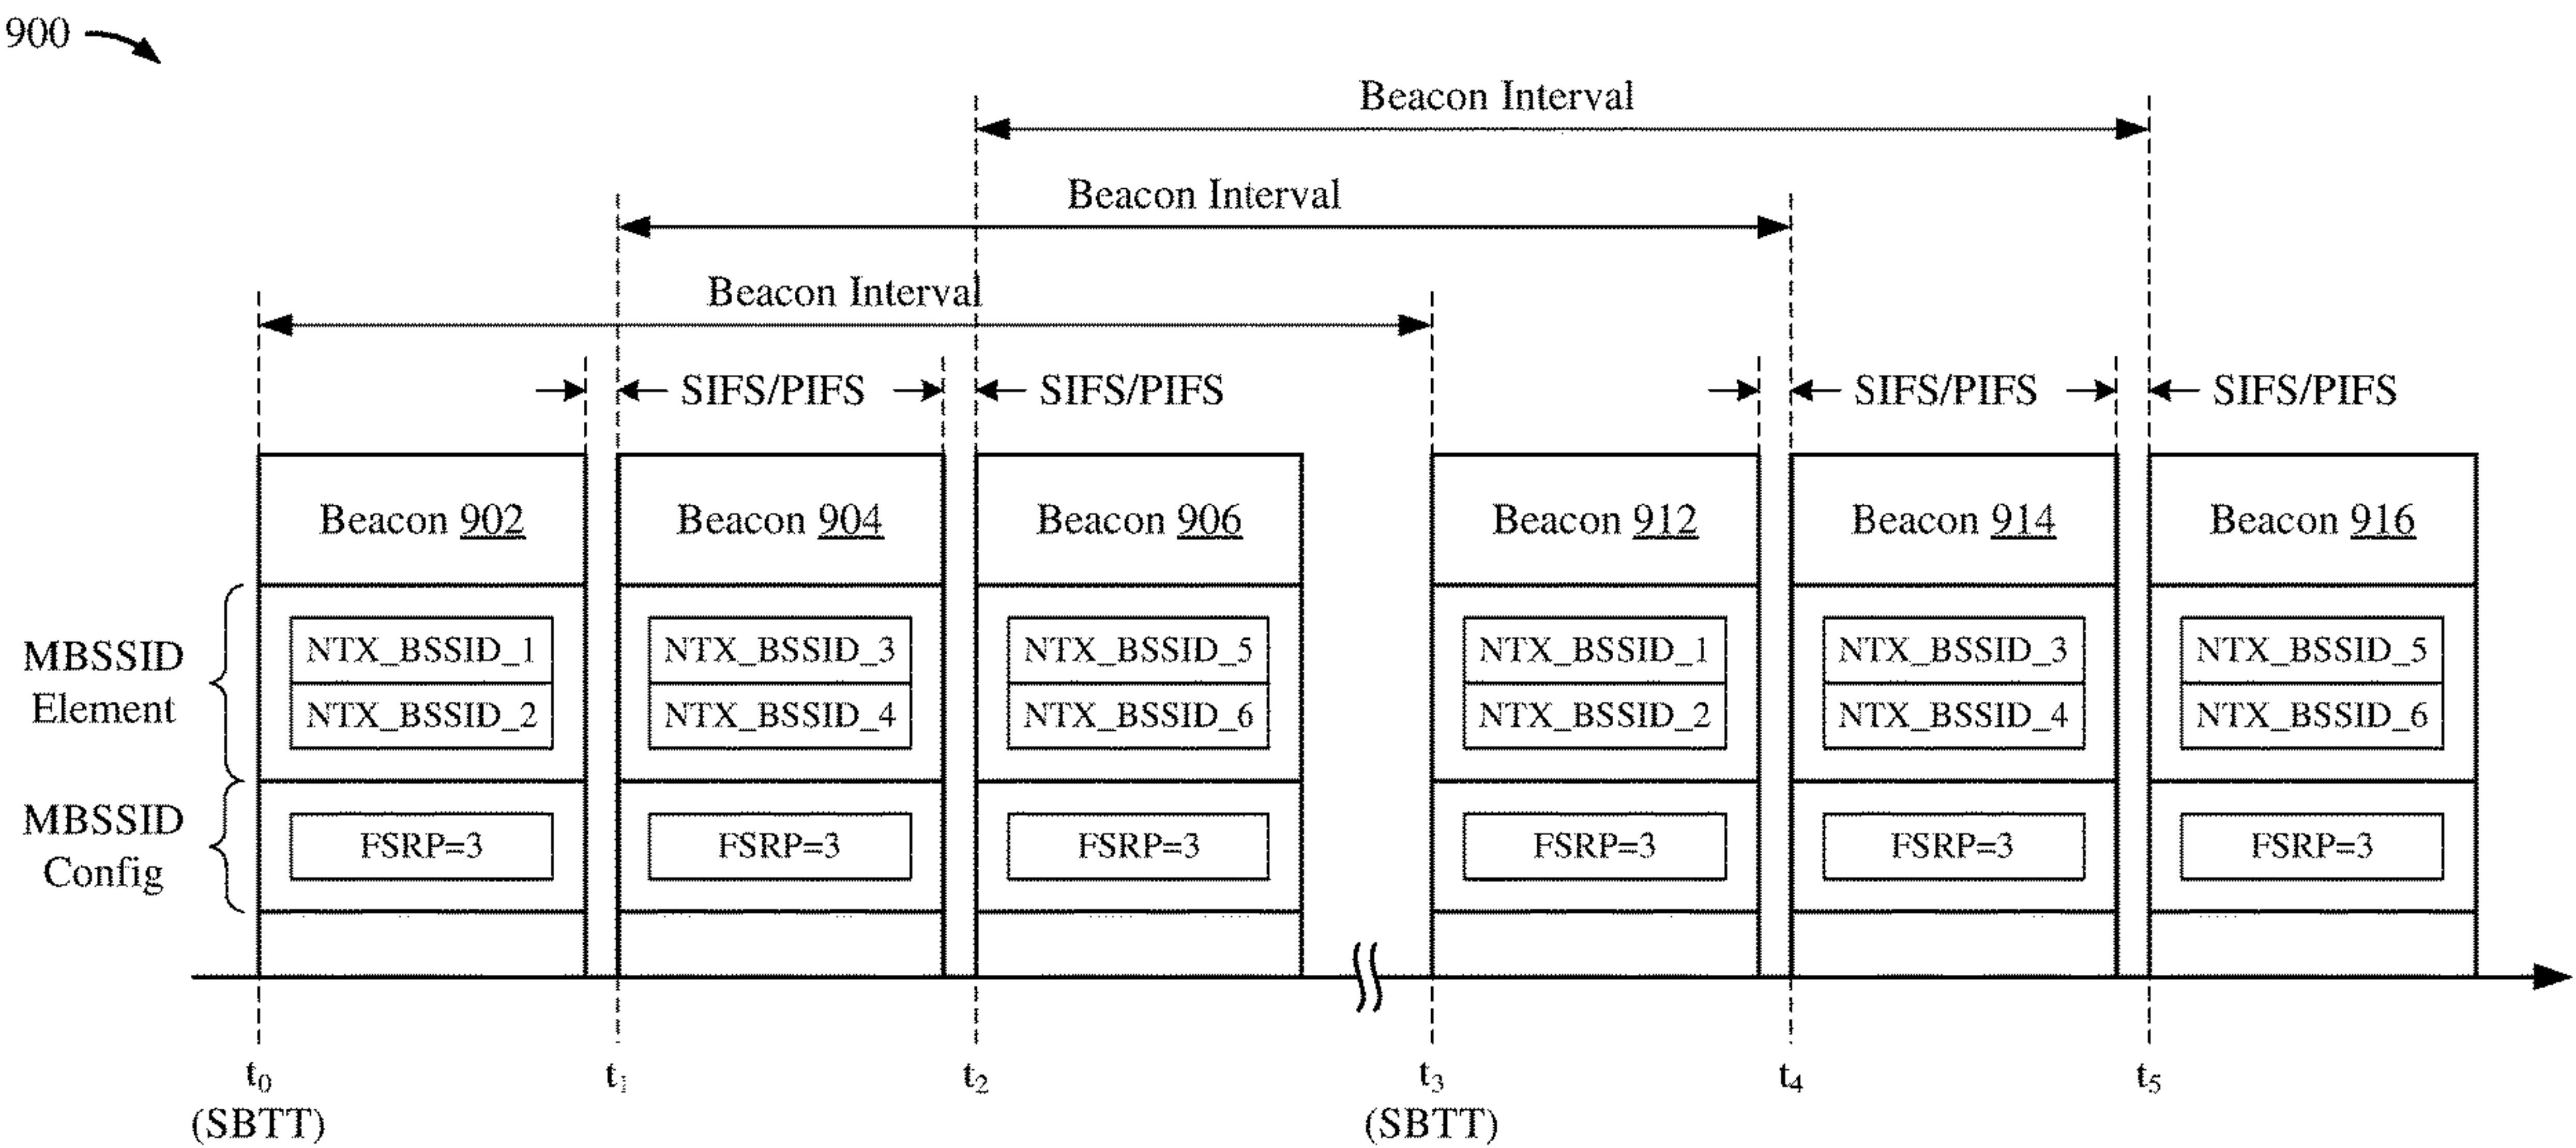 900
Beacon Interval
Beacon Interval
Beacon Interval
SIFS/PIFS SIFS/PIFS SIFS/PIFS SIFS/PIFS
Beacon 902 Beacon 904 Beacon 906 Beacon 912 Beacon 914 Beacon 916
MBSSID
Element
NTX_BSSID_1 NTX_BSSID_3 NTX_BSSID_5 NTX_BSSID_1 NTX_BSSID_3 NTX_BSSID_5
NTX_BSSID_2 NTX_BSSID_4 NTX_BSSID_6 NTX_BSSID_2 NTX_BSSID_4 NTX_BSSID_6
MBSSID
Config
FSRP=3 FSRP=3 FSRP=3 FSRP=3 FSRP=3 FSRP=3
t0 t1 t2 t3 t4 t5
(SBTT) (SBTT)